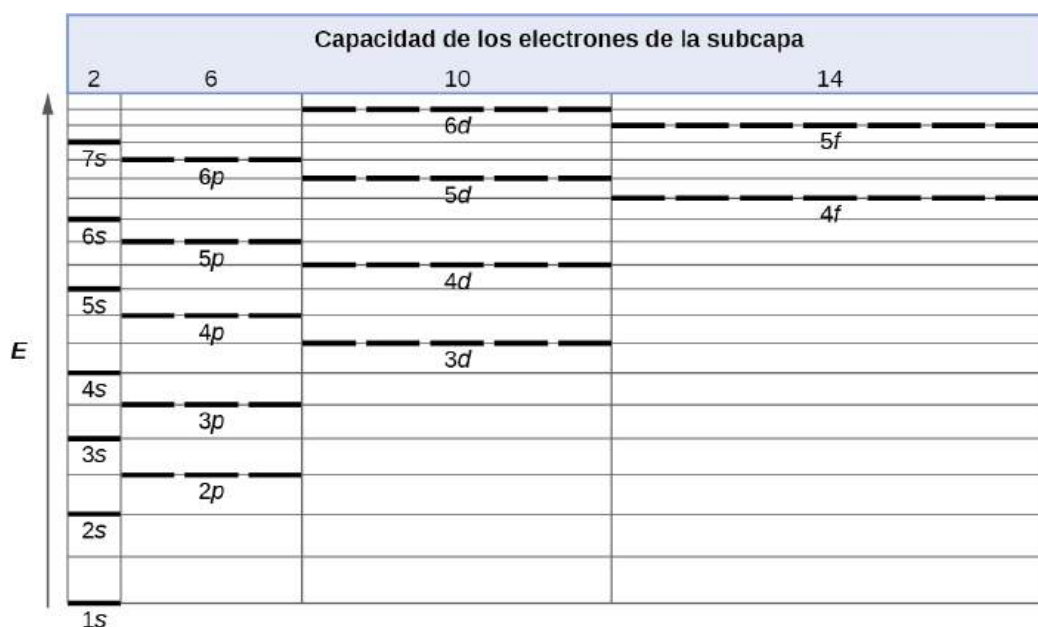 Capacidad de los electrones de la subcapa
2 6 10 14
6d
5f
7s
6p
5d
4f
6s
5p
4d
5s
4p
E
3d
4s
3p
3s
2p
2s
1s